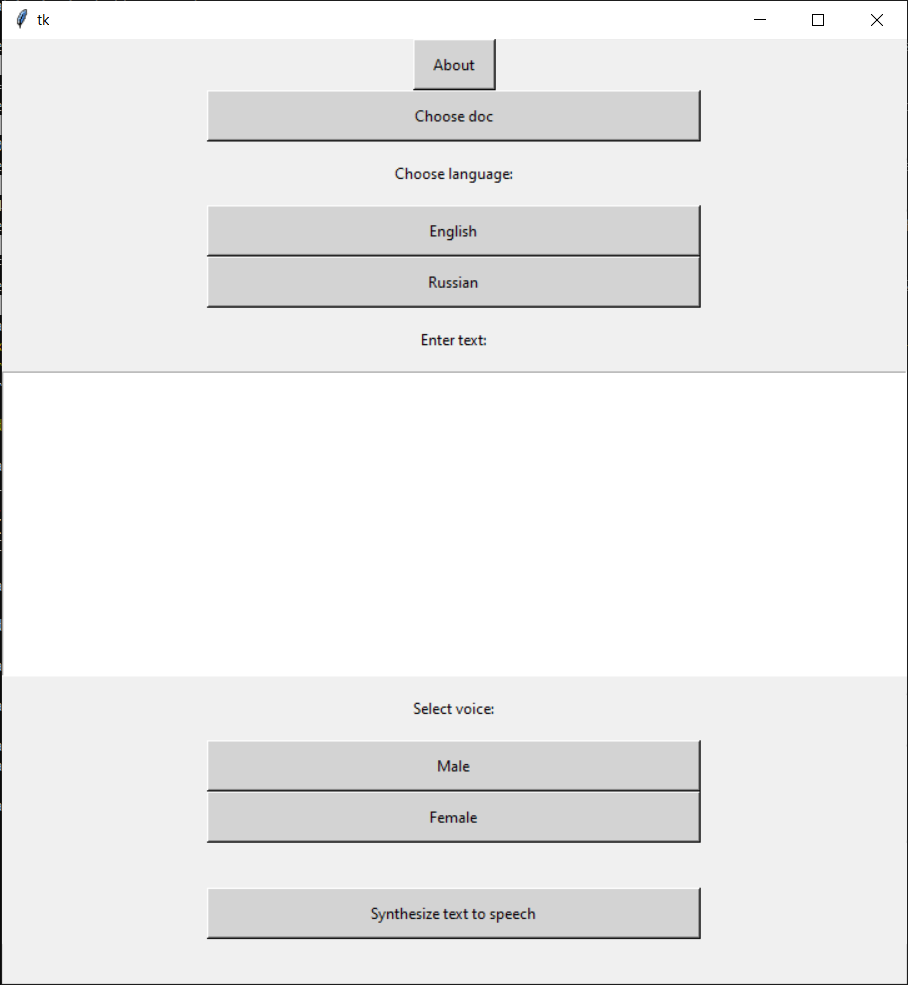 tk
About
Choose doc
Choose language:
English
Russian
Enter text:
Select voice:
Male
Female
Synthesize text to speech